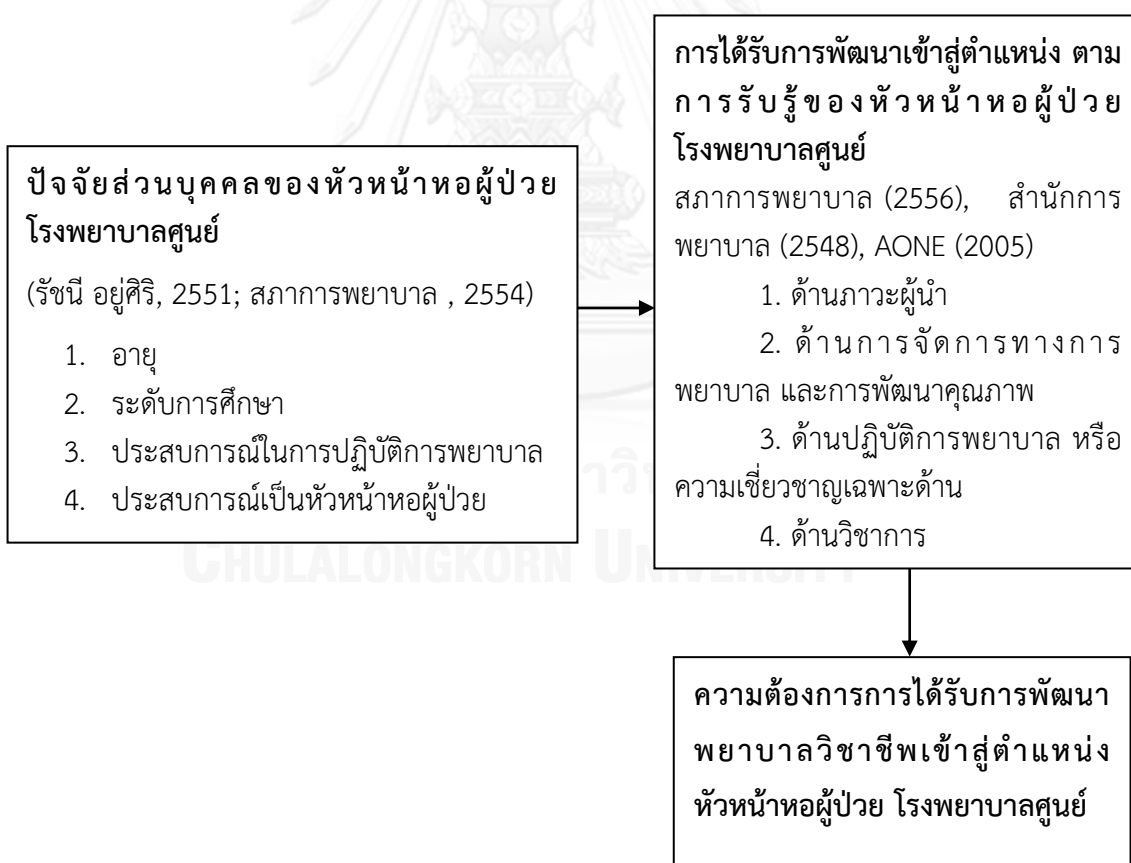 ปัจจัยส่วนบุคคลของหัวหน้าหอผู้ป่วย
โรงพยาบาลศูนย์
(รัชนี อยู่ศิริ, 2551; สภาการพยาบาล , 2554)
1. อายุ
2. ระดับการศึกษา
3. ประสบการณ์ในการปฏิบัติการพยาบาล
4. ประสบการณ์เป็นหัวหน้าหอผู้ป่วย
การได้รับการพัฒนาเข้าสู่ตำแหน่ง ตาม
การรับรู้ของหัวหน้าหอผู้ป่วย
โรงพยาบาลศูนย์
สภาการพยาบาล (2556), สำนักการ
พยาบาล (2548), AONE (2005)
1. ด้านภาวะผู้นำ
2. ด้านการจัดการทางการ
พยาบาล และการพัฒนาคุณภาพ
3. ด้านปฏิบัติการพยาบาล หรือ
ความเชี่ยวชาญเฉพาะด้าน
4. ด้านวิชาการ
ความต้องการการได้รับการพัฒนา
พยาบาลวิชาชีพเข้าสู่ตำแหน่ง
หัวหน้าหอผู้ป่วย โรงพยาบาลศูนย์
CHULALONGKORN UNIVERSITY